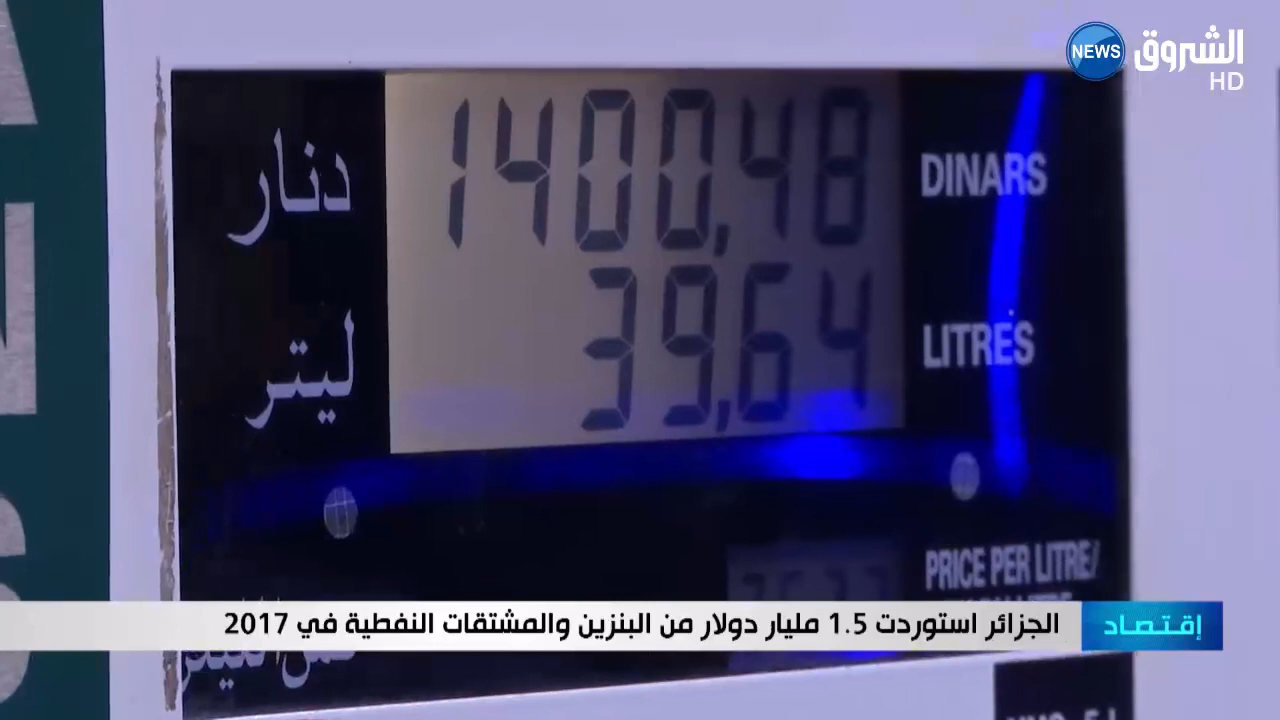 NEWS الشروق
HD
دنار 1400,48 DINARS
ليتر 39,64 LITRES
PRICE PER LITRE/
إقـتـصـاد الجزائر استوردت 1.5 مليار دولار من البنزين والمشتقات النفطية في 2017